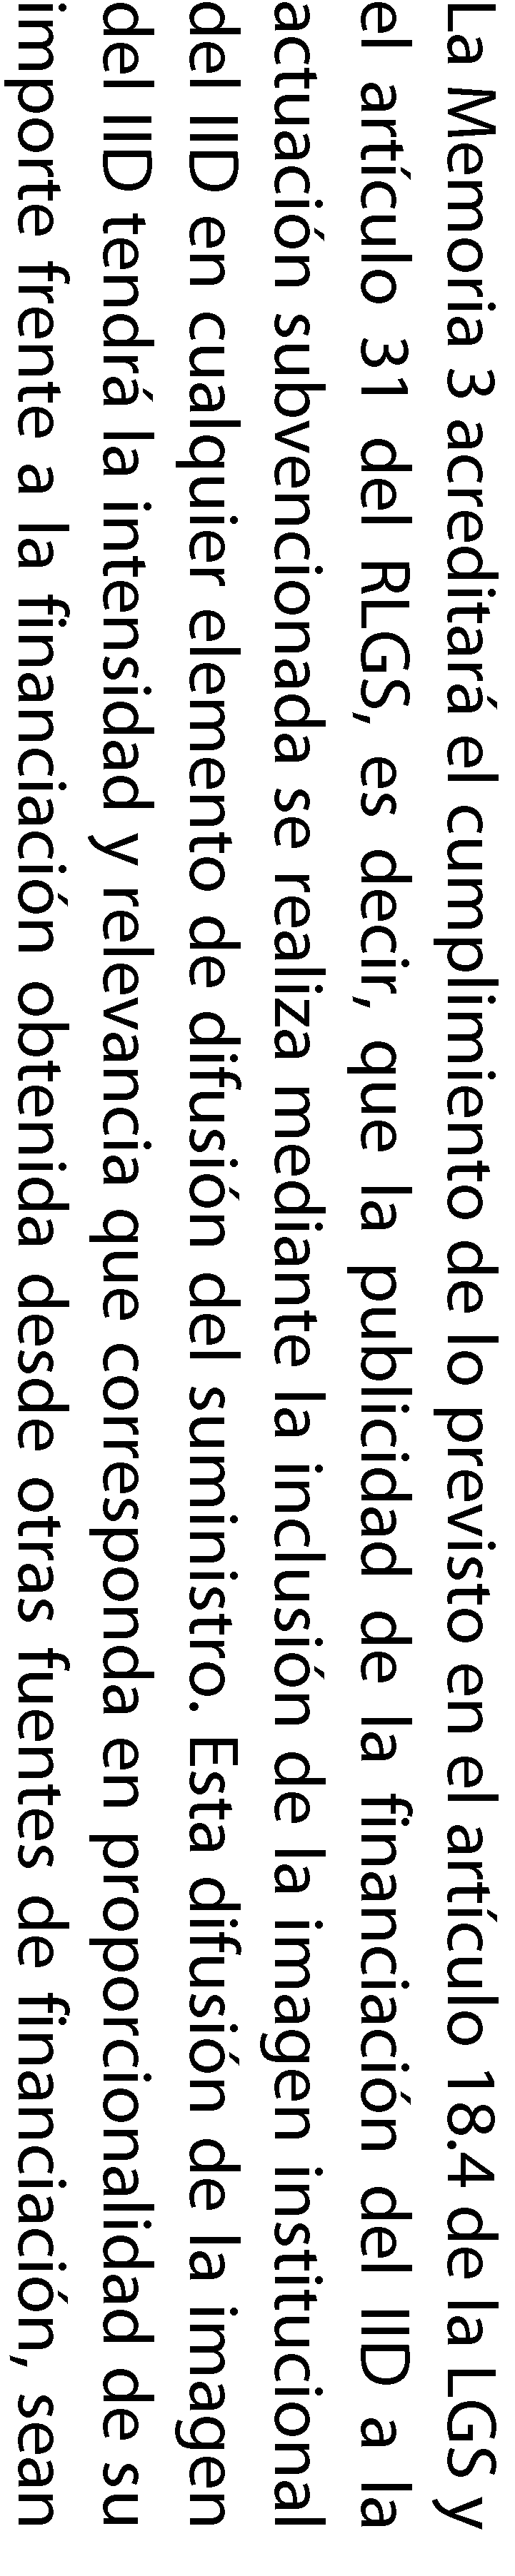 La Memoria 3 acreditará el cumplimiento de lo previsto en el artículo 18.4 de la LGS y
el artículo 31 del RLGS, es decir, que la publicidad de la financiación del IID a la
actuación subvencionada se realiza mediante la inclusión de la imagen institucional
del IID en cualquier elemento de difusión del suministro. Esta difusión de la imagen
del IID tendrá la intensidad y relevancia que corresponda en proporcionalidad de su
importe frente a la financiación obtenida desde otras fuentes de financiación, sean